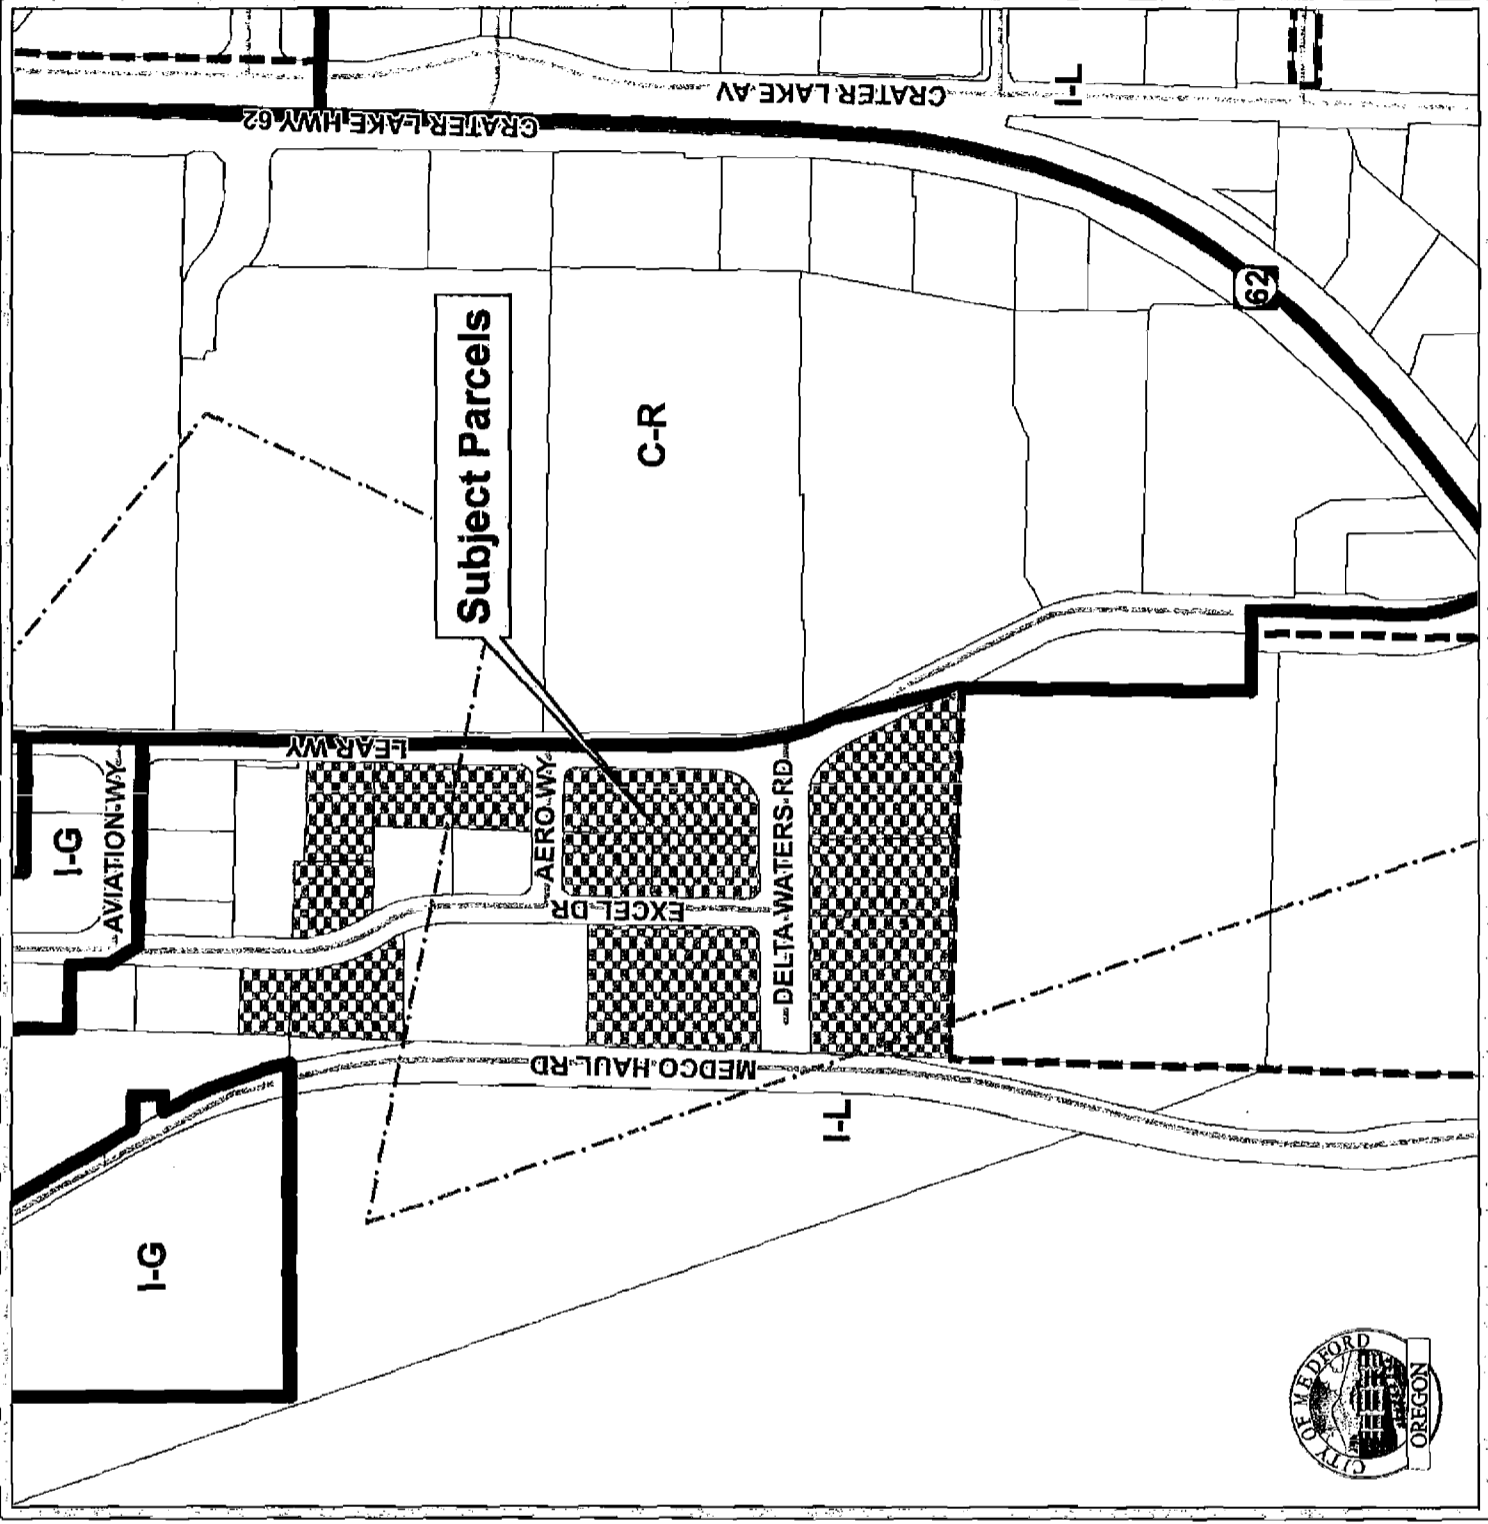 CRATER LAKE AV
I-L
CRATER LAKE HWY 62
62
Subject Parcels
C-R
LEAR WY
I-G
AVIATION WY
AERO WY
DELTA WATERS RD
EXCEL DR
MEDCO HAUL RD
I-L
I-G
CITY OF MEDFORD
OREGON